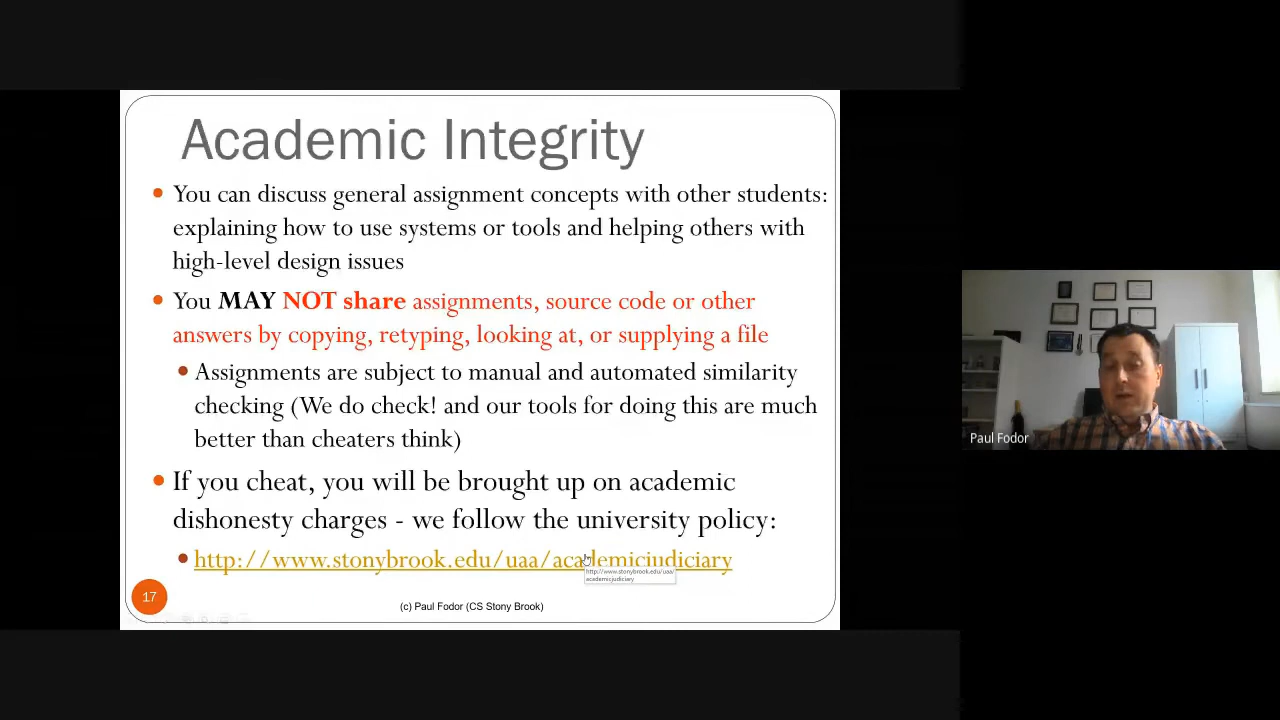 Academic Integrity
You can discuss general assignment concepts with other students:
explaining how to use systems or tools and helping others with
high-level design issues
You MAY NOT share assignments, source code or other
answers by copying, retyping, looking at, or supplying a file
Assignments are subject to manual and automated similarity
checking (We do check! and our tools for doing this are much
better than cheaters think)
If you cheat, you will be brought up on academic
dishonesty charges - we follow the university policy:
http://www.stonybrook.edu/uaa/academicjudiciary
http://www.stonybrook.edu/uaa/
academicjudiciary
17
(c) Paul Fodor (CS Stony Brook)
Paul Fodor